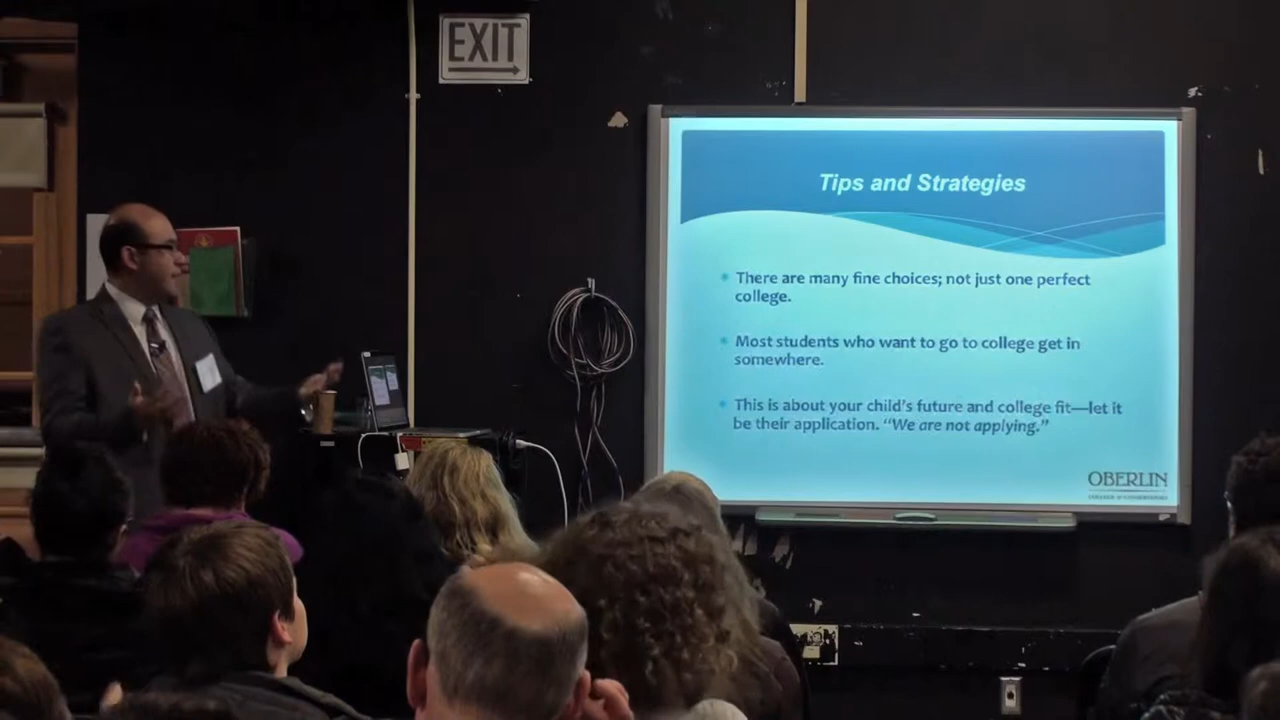 EXIT
Tips and Strategies
There are many fine choices; not just one perfect
college.
Most students who want to go to college get in
somewhere.
This is about your child's future and college fit—let it
be their application. “We are not applying.”
OBERLIN
COLLEGE & CONSERVATORY